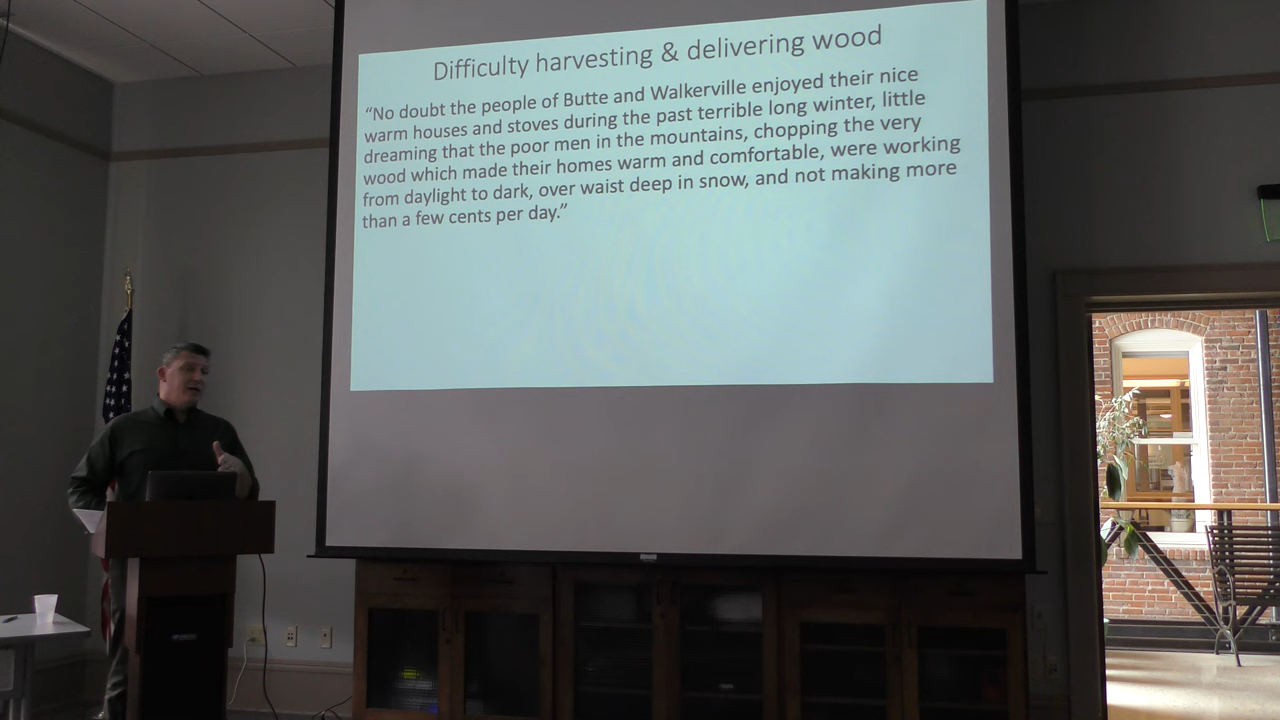 Difficulty harvesting & delivering wood
“No doubt the people of Butte and Walkerville enjoyed their nice
warm houses and stoves during the past terrible long winter, little
dreaming that the poor men in the mountains, chopping the very
wood which made their homes warm and comfortable, were working
from daylight to dark, over waist deep in snow, and not making more
than a few cents per day.”